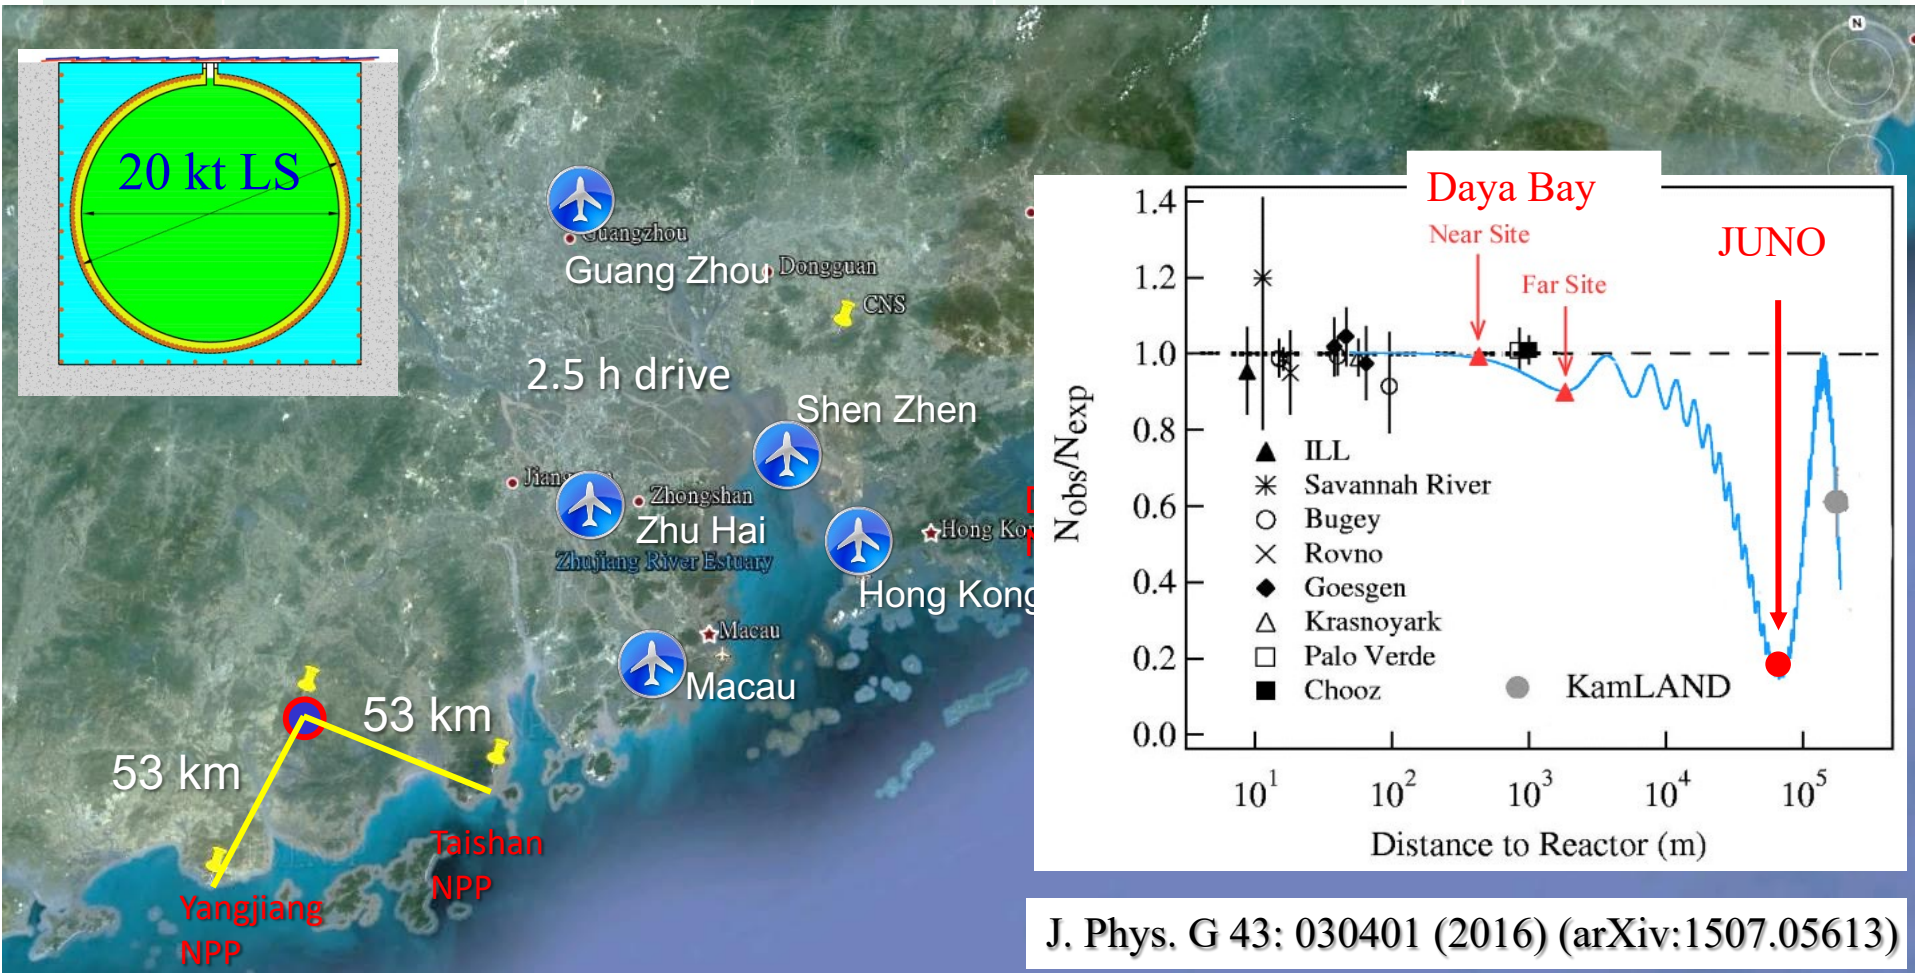 20 kt LS
N
Guangzhou
Guang Zhou
Dongguan
CNS
2.5 h drive
Shen Zhen
Zhongshan
Zhu Hai
Zhujiang River Estuary
Hong Kong
Macau
Macau
53 km
53 km
Taishan
NPP
Yangjiang
NPP
Daya Bay
Near Site
Far Site
JUNO
1.4
1.2
1.0
0.8
0.6
0.4
0.2
0.0
Nobs/Nexp
ILL
Savannah River
Bugey
Rovno
Goesgen
Krasnoyark
Palo Verde
Chooz
KamLAND
10^1 10^2 10^3 10^4 10^5
Distance to Reactor (m)
J. Phys. G 43: 030401 (2016) (arXiv:1507.05613)